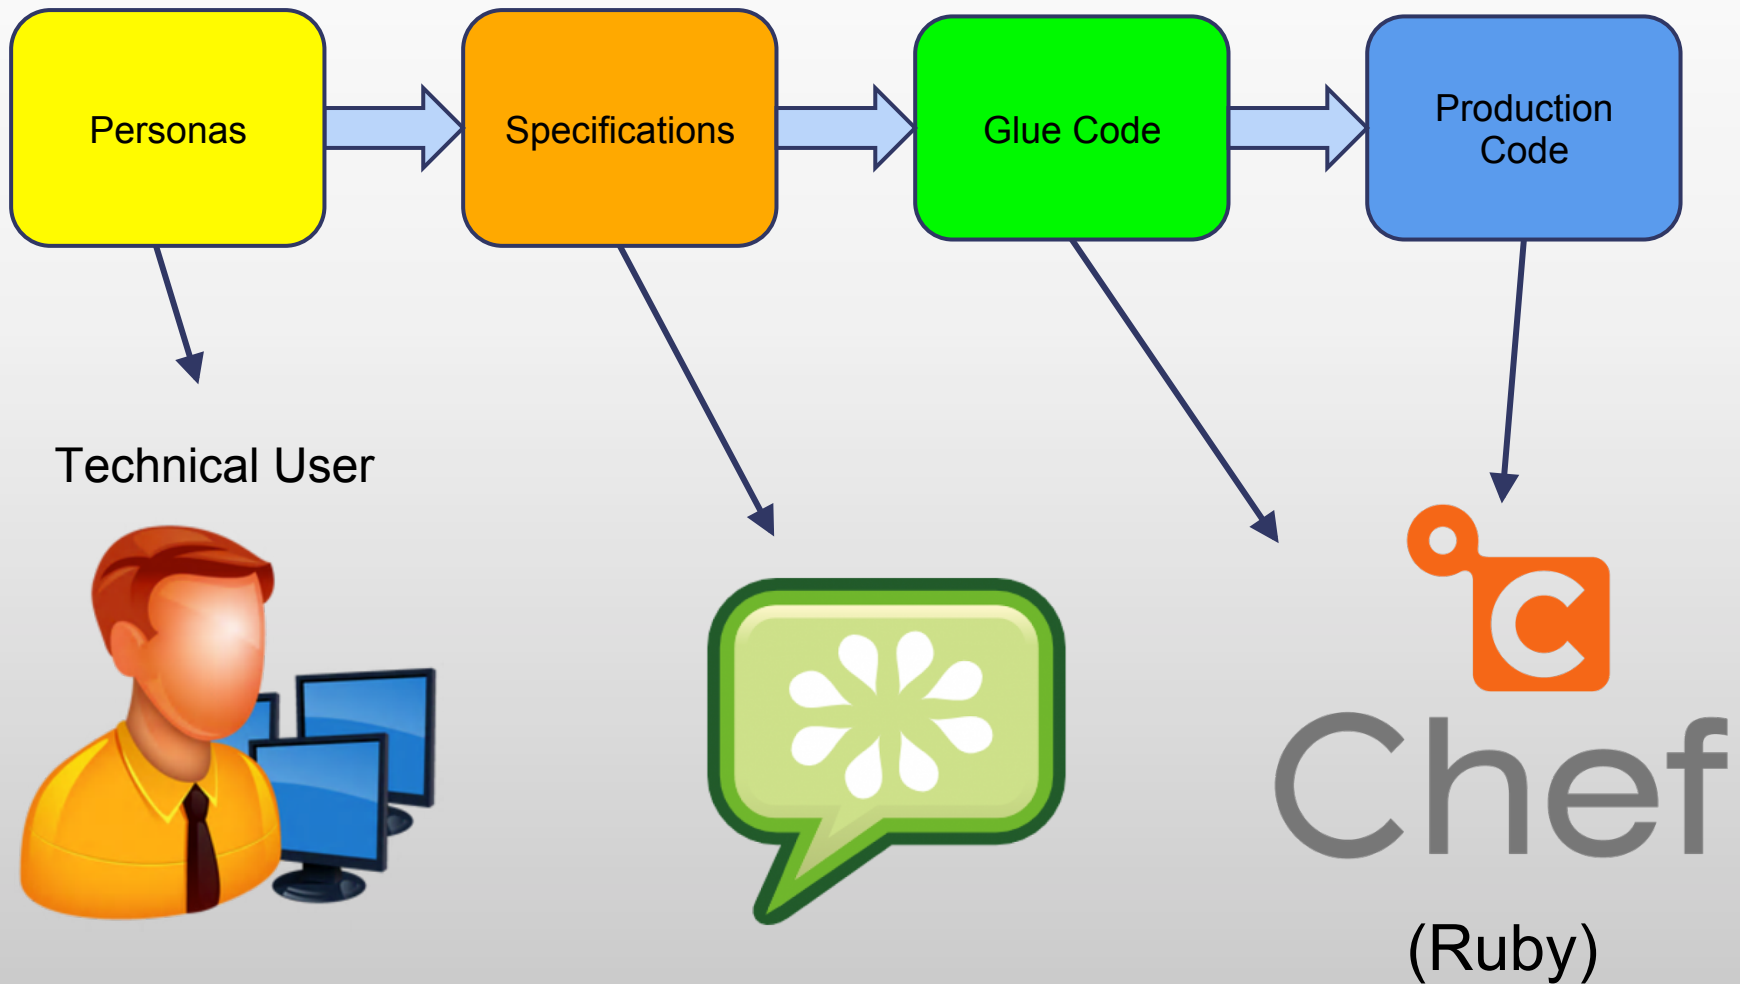 Personas
Specifications
Glue Code
Production
Code
Technical User
C
Chef
(Ruby)